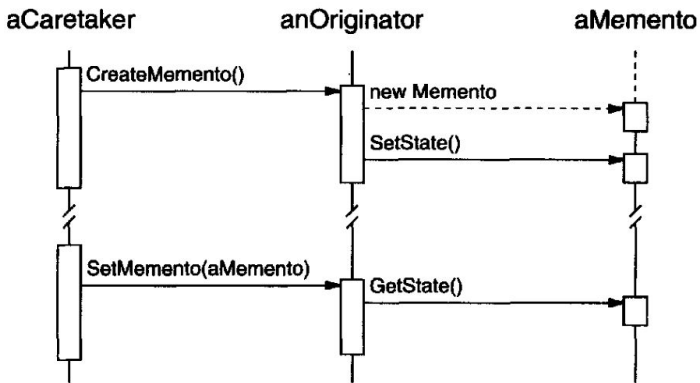 aCaretaker anOriginator aMemento
CreateMemento()
new Memento
SetState()
SetMemento(aMemento)
GetState()